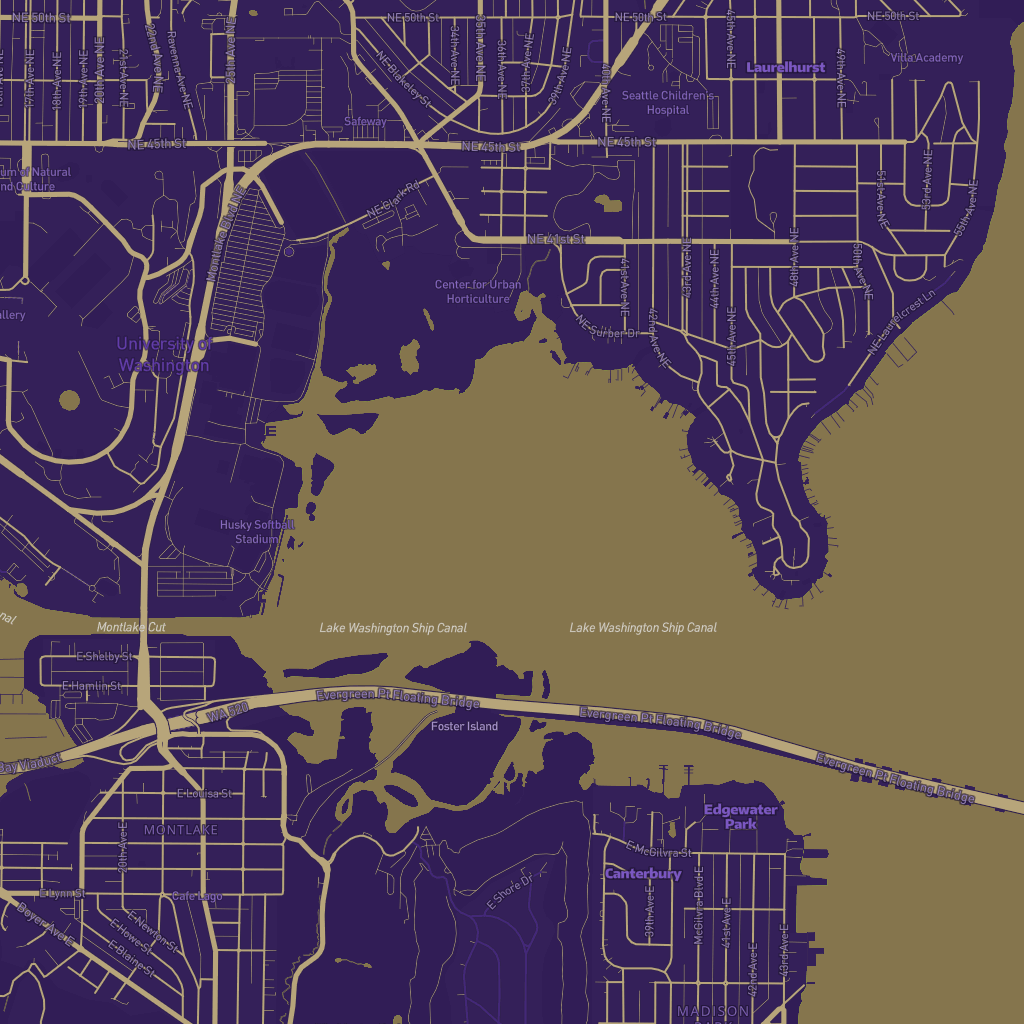 NE 50th St
NE 50th St
NE 50th St
NE 50th St
17th Ave NE
18th Ave NE
19th Ave NE
20th Ave NE
21st Ave NE
22nd Ave NE
Ravenna Ave NE
25th Ave NE
NE Blakeley St
34th Ave NE
35th Ave NE
36th Ave NE
37th Ave NE
39th Ave NE
40th Ave NE
45th Ave NE
49th Ave NE
Laurelhurst
Villa Academy
Seattle Children's
Hospital
Safeway
NE 45th St
NE 45th St
NE 45th St
um of Natural
nd Culture
NE Clark Rd
Montlake Blvd NE
51st Ave NE
53rd Ave NE
55th Ave NE
NE 41st St
Center for Urban
Horticulture
41st Ave NE
42nd Ave NE
43rd Ave NE
44th Ave NE
45th Ave NE
48th Ave NE
50th Ave NE
NE Surber Dr
NE Laurelcrest Ln
allery
University of
Washington
Husky Softball
Stadium
nal
Montlake Cut
Lake Washington Ship Canal
Lake Washington Ship Canal
E Shelby St
E Hamlin St
WA 520
Evergreen Pt Floating Bridge
Evergreen Pt Floating Bridge
Evergreen Pt Floating Bridge
Bay Viaduct
Foster Island
E Louisa St
MONTLAKE
20th Ave E
Edgewater
Park
E McGilvra St
Canterbury
E Lynn St
Cafe Lago
Boyer Ave E
E Newton St
E Howe St
E Blaine St
E Shore Dr
39th Ave E
McGilvra Blvd E
41st Ave E
42nd Ave E
43rd Ave E
MADISON